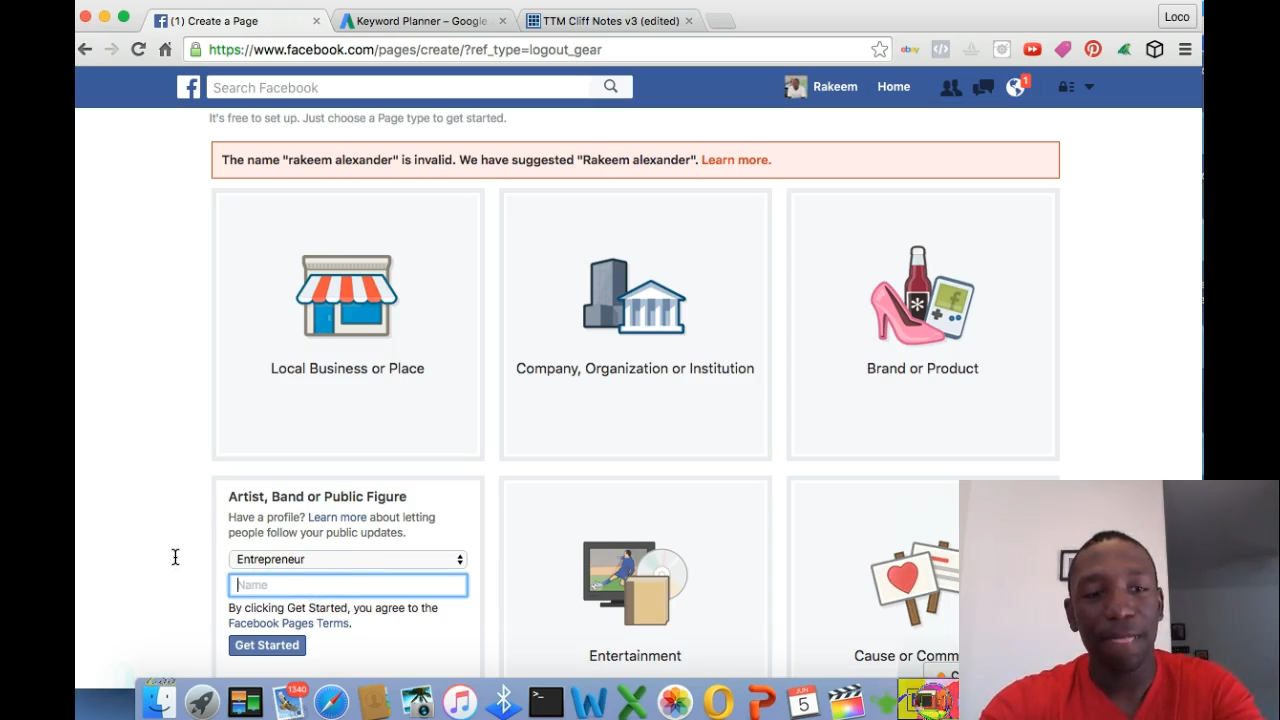 (1) Create a Page
Keyword Planner – Google
TTM Cliff Notes v3 (edited)
Loco
https://www.facebook.com/pages/create/?ref_type=logout_gear
ebay
Search Facebook
Rakeem
Home
1
It's free to set up. Just choose a Page type to get started.
The name "rakeem alexander" is invalid. We have suggested "Rakeem alexander". Learn more.
Local Business or Place
Company, Organization or Institution
Brand or Product
Artist, Band or Public Figure
Have a profile? Learn more about letting
people follow your public updates.
Entrepreneur
Name
By clicking Get Started, you agree to the
Facebook Pages Terms.
Get Started
Entertainment
Cause or Comm
1340
JUN
5